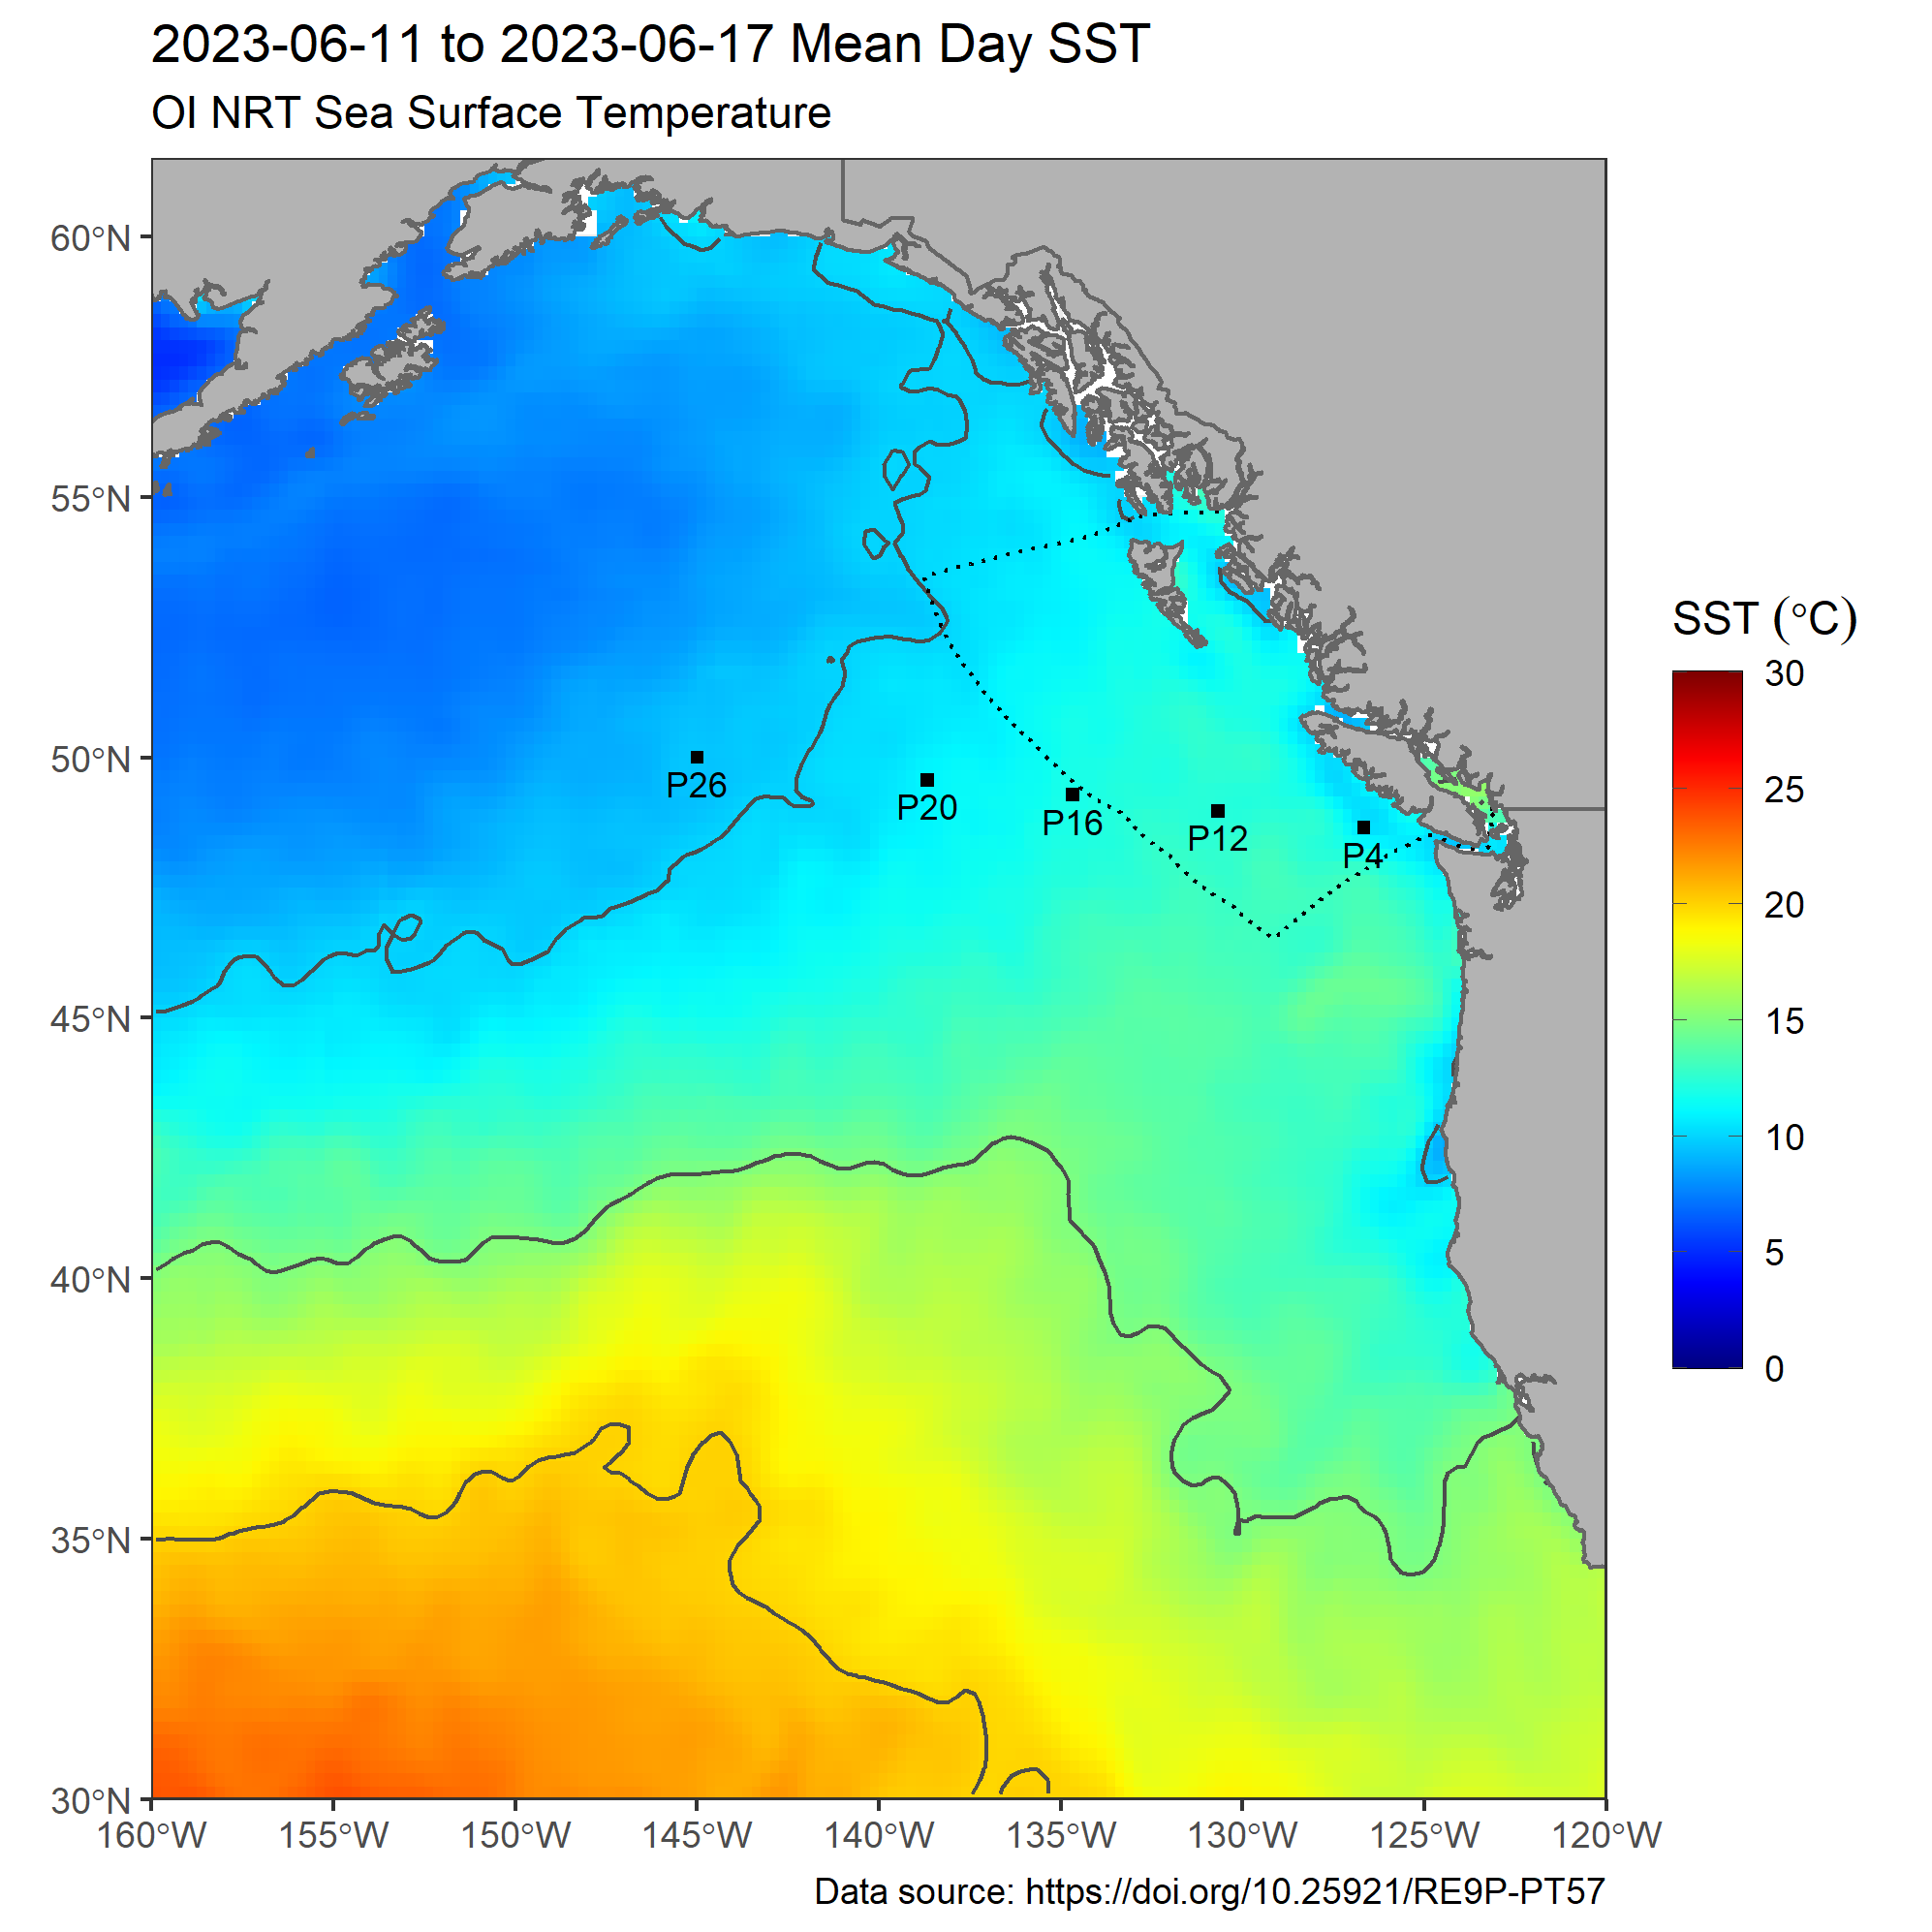 2023-06-11 to 2023-06-17 Mean Day SST
OI NRT Sea Surface Temperature
60°N
55°N
50°N
45°N
40°N
35°N
30°N
P26
P20
P16
P12
P4
160°W
155°W
150°W
145°W
140°W
135°W
130°W
125°W
120°W
SST (°C)
30
25
20
15
10
5
0
Data source: https://doi.org/10.25921/RE9P-PT57